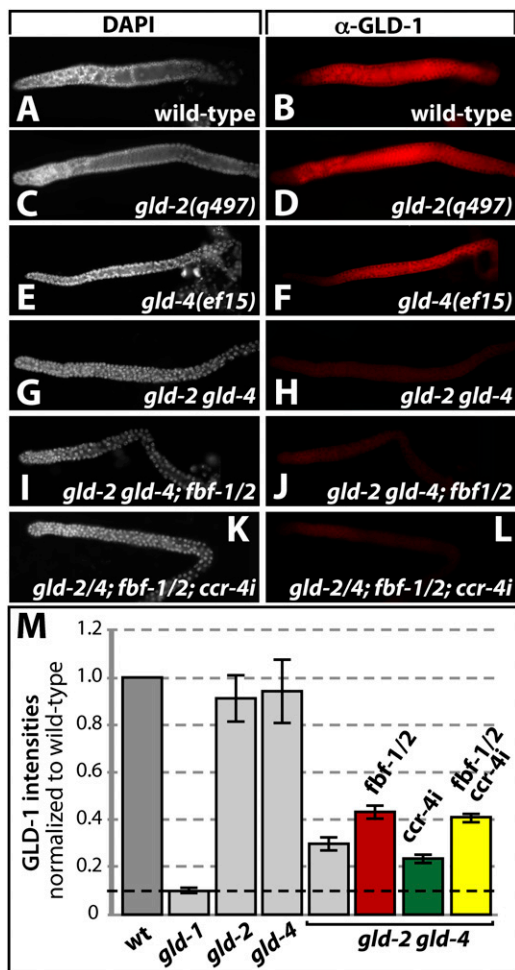 DAPI
α-GLD-1
A
wild-type
B
wild-type
C
gld-2(q497)
D
gld-2(q497)
E
gld-4(ef15)
F
gld-4(ef15)
G
gld-2 gld-4
H
gld-2 gld-4
I
gld-2 gld-4; fbf-1/2
J
gld-2 gld-4; fbf1/2
K
gld-2/4; fbf-1/2; ccr-4i
L
gld-2/4; fbf-1/2; ccr-4i
M
GLD-1 intensities
normalized to wild-type
1.2
1.0
0.8
0.6
0.4
0.2
0
fbf-1/2
ccr-4i
fbf-1/2
ccr-4i
wt
gld-1
gld-2
gld-4
gld-2 gld-4